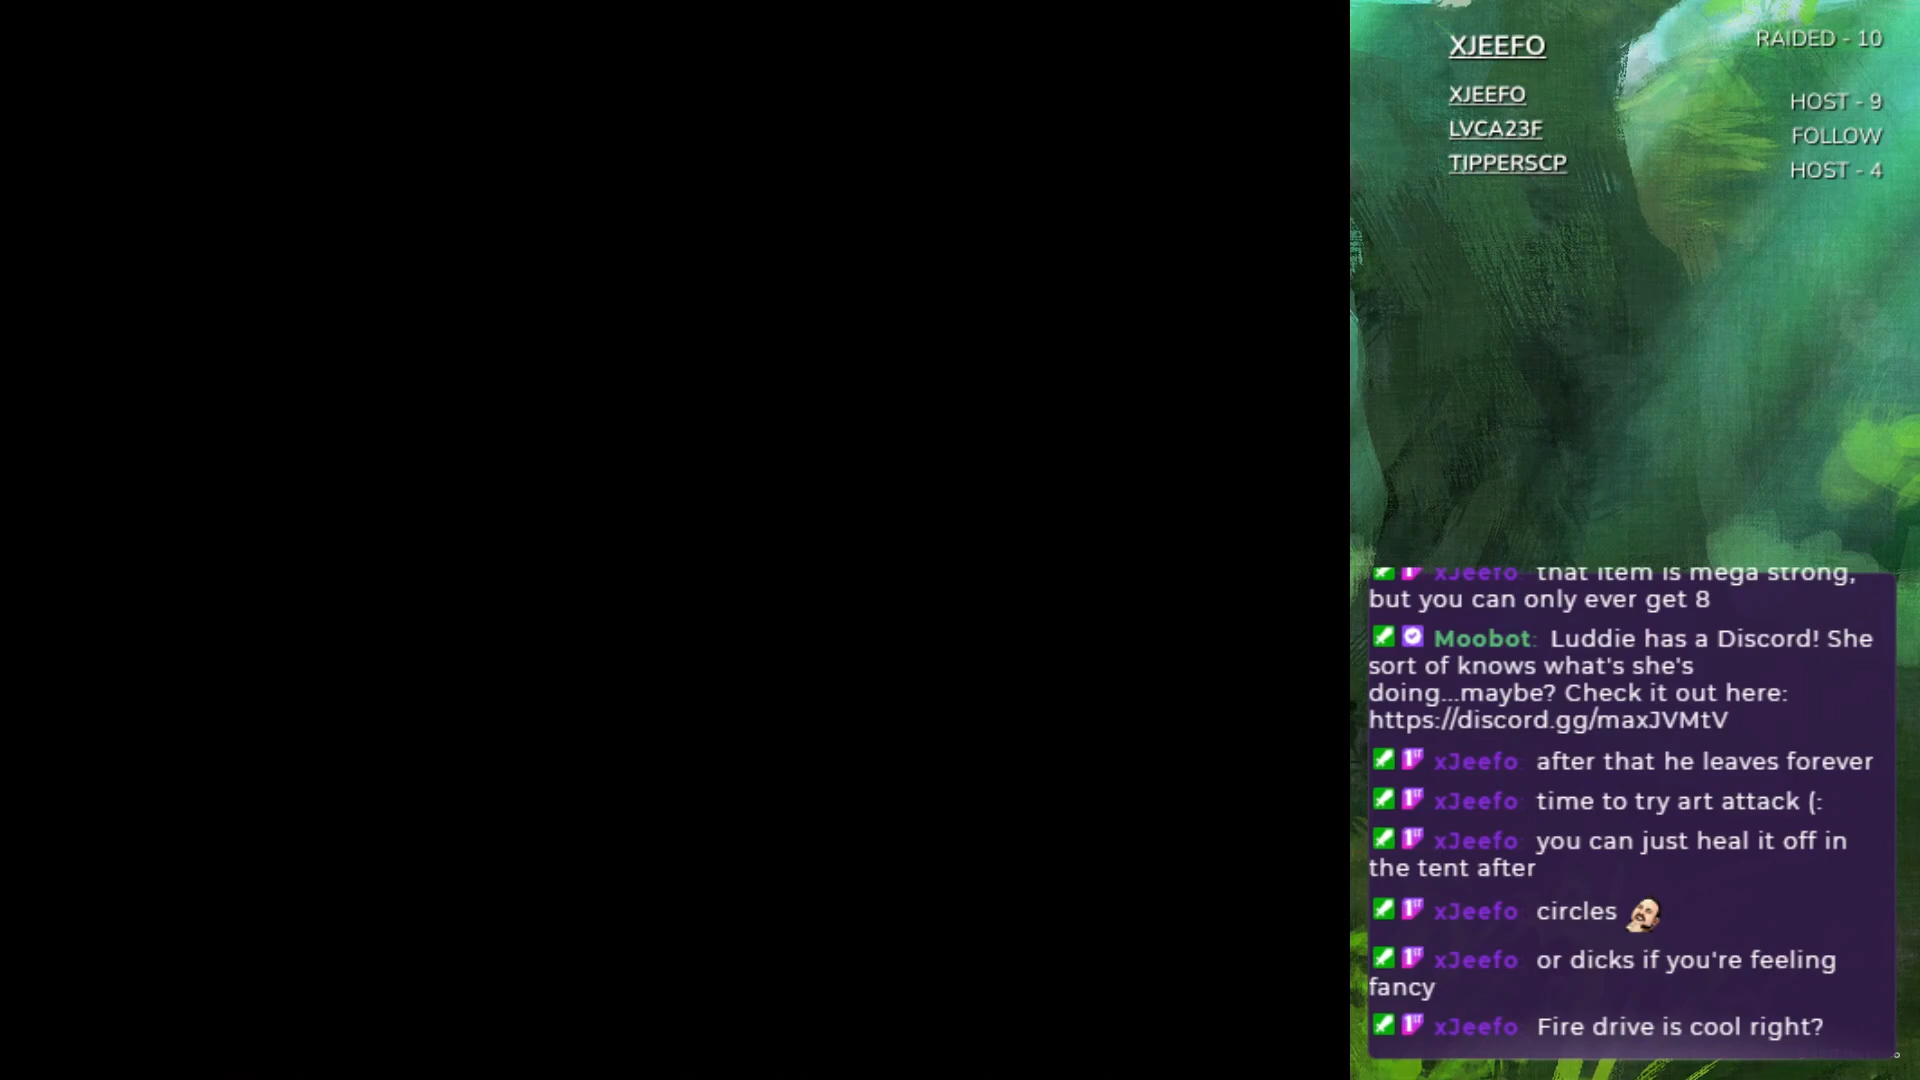 XJEEFO RAIDED - 10
XJEEFO HOST - 9
LVCA23F FOLLOW
TIPPERSCP HOST - 4
xJeefo: that item is mega strong,
but you can only ever get 8
Moobot: Luddie has a Discord! She
sort of knows what's she's
doing...maybe? Check it out here:
https://discord.gg/maxJVMtV
xJeefo: after that he leaves forever
xJeefo: time to try art attack (:
xJeefo: you can just heal it off in
the tent after
xJeefo: circles
xJeefo: or dicks if you're feeling
fancy
xJeefo: Fire drive is cool right?